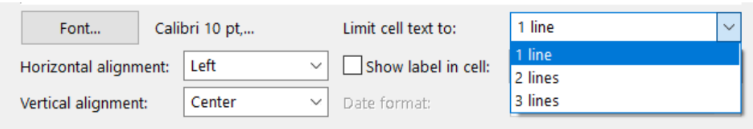 Font... Calibri 10 pt,... Limit cell text to: 1 line
1 line
Horizontal alignment: Left Show label in cell:
2 lines
Vertical alignment: Center Date format:
3 lines